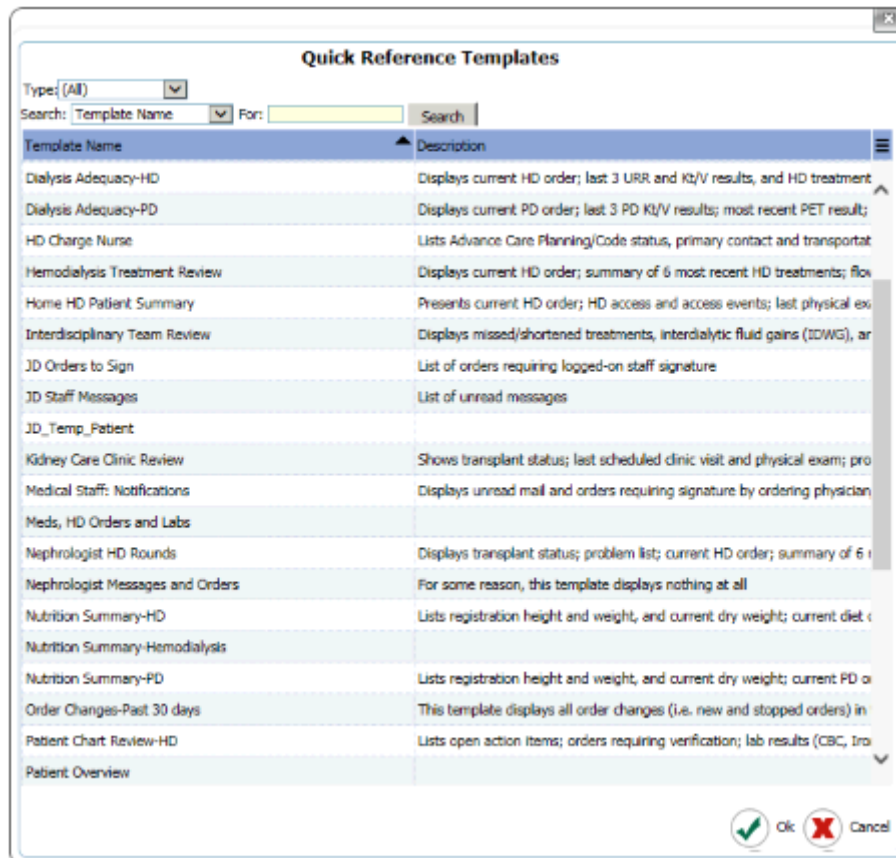 Quick Reference Templates
Type: (All)
Search: Template Name For: Search
Template Name Description
Dialysis Adequacy-HD Displays current HD order; last 3 URR and Kt/V results, and HD treatment
Dialysis Adequacy-PD Displays current PD order; last 3 PD Kt/V results; most recent PET result;
HD Charge Nurse Lists Advance Care Planning/Code status, primary contact and transportat
Hemodialysis Treatment Review Displays current HD order; summary of 6 most recent HD treatments; flow
Home HD Patient Summary Presents current HD order; HD access and access events; last physical exa
Interdisciplinary Team Review Displays missed/shortened treatments, interdialytic fluid gains (IDWG), an
JD Orders to Sign List of orders requiring logged-on staff signature
JD Staff Messages List of unread messages
JD_Temp_Patient
Kidney Care Clinic Review Shows transplant status; last scheduled clinic visit and physical exam; pro
Medical Staff: Notifications Displays unread mail and orders requiring signature by ordering physician,
Meds, HD Orders and Labs
Nephrologist HD Rounds Displays transplant status; problem list; current HD order; summary of 6 r
Nephrologist Messages and Orders For some reason, this template displays nothing at all
Nutrition Summary-HD Lists registration height and weight, and current dry weight; current diet o
Nutrition Summary-Hemodialysis
Nutrition Summary-PD Lists registration height and weight, and current dry weight; current PD o
Order Changes-Past 30 days This template displays all order changes (i.e. new and stopped orders) in
Patient Chart Review-HD Lists open action items; orders requiring verification; lab results (CBC, Iron
Patient Overview
Ok Cancel